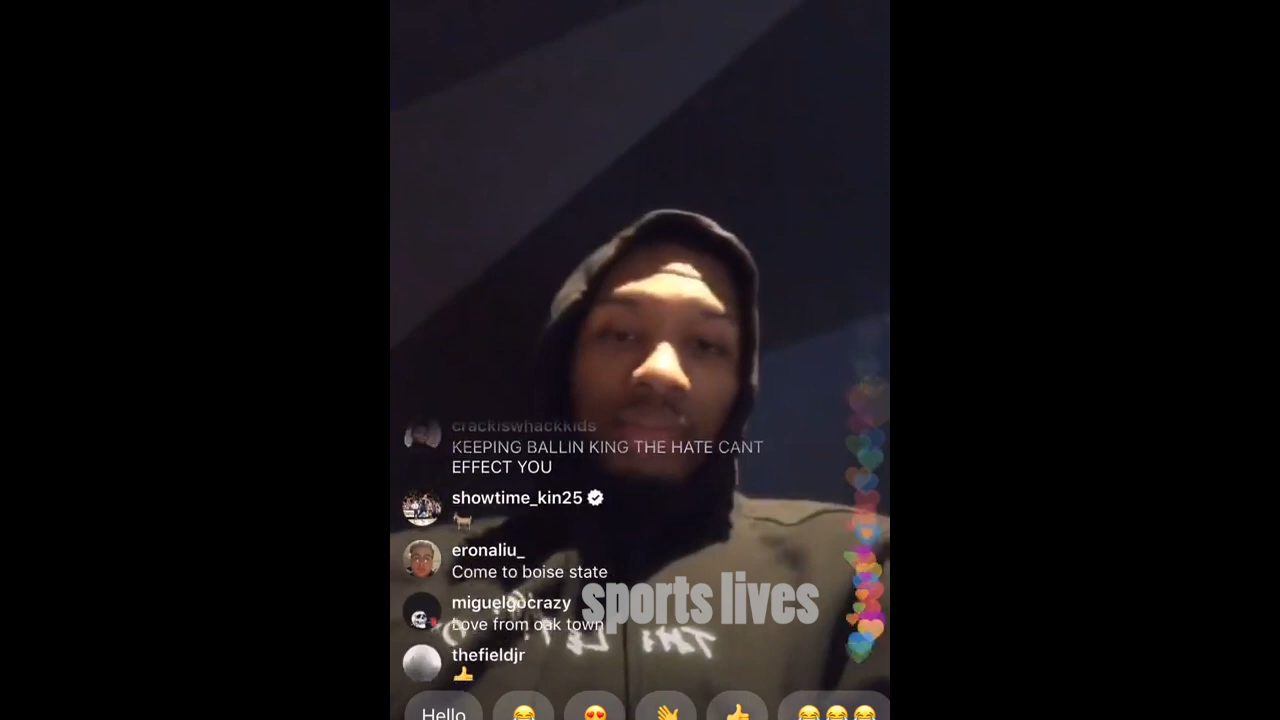 crackiswhackkids
KEEPING BALLIN KING THE HATE CANT
EFFECT YOU
showtime_kin25
eronaliu_
Come to boise state
miguelgocrazy
Love from oak town
sports lives
thefieldjr
Hello